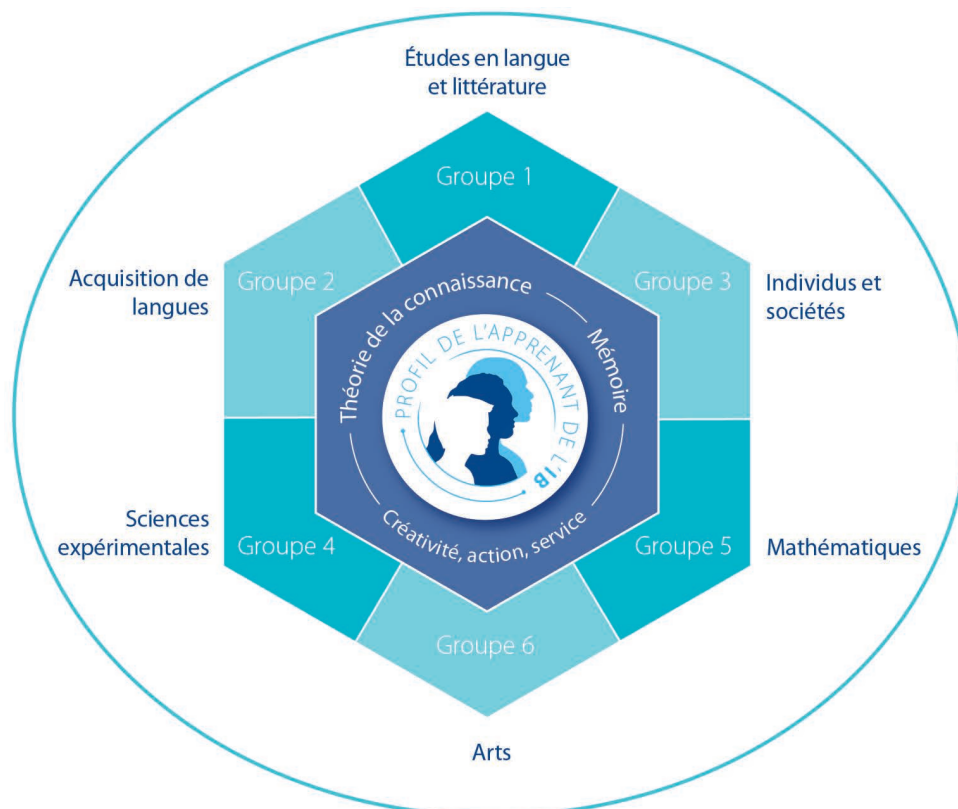 Études en langue
et littérature
Groupe 1
Acquisition de
langues
Groupe 2
Groupe 3
Individus et
sociétés
Théorie de la connaissance
Mémoire
PROFIL DE L'APPRENANT DE L'IB
Créativité, action, service
Sciences
expérimentales
Groupe 4
Groupe 5
Mathématiques
Groupe 6
Arts